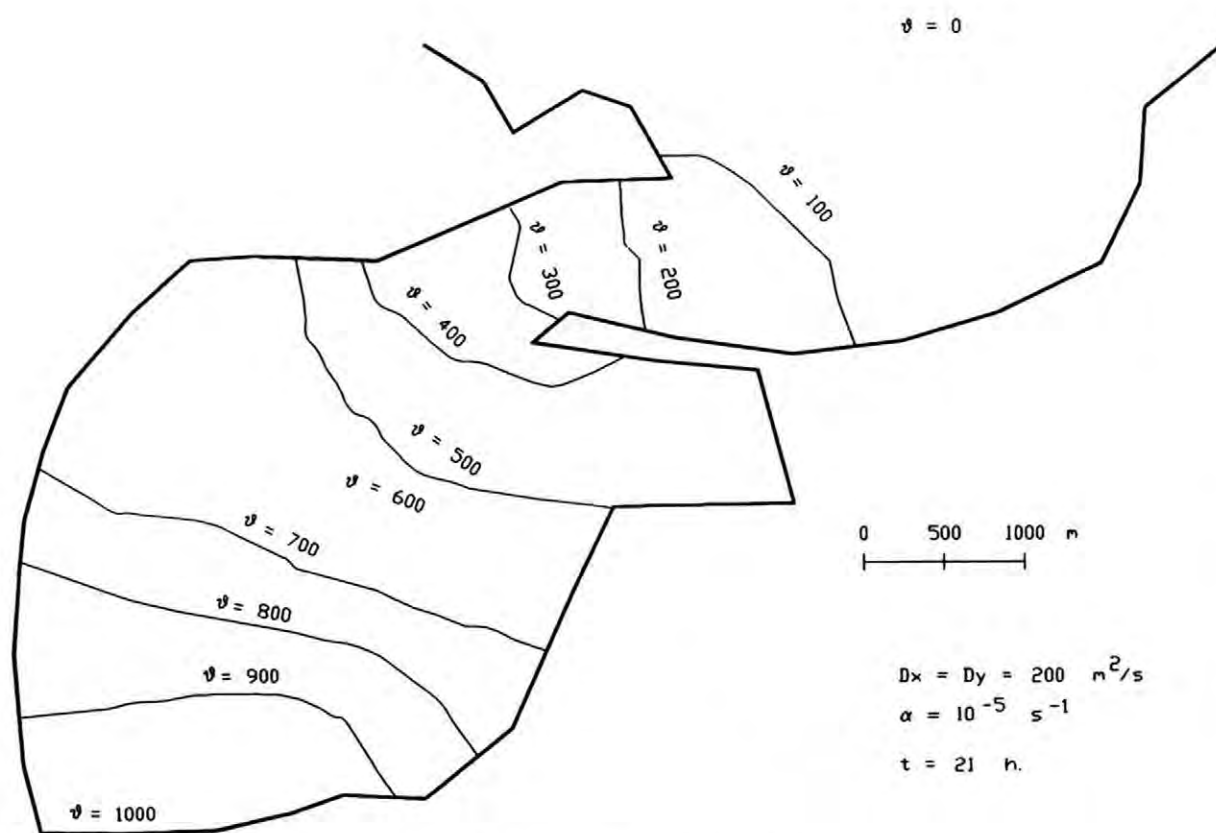 ϑ = 0
ϑ = 100
ϑ = 200
ϑ = 300
ϑ = 400
ϑ = 500
ϑ = 600
ϑ = 700
ϑ = 800
ϑ = 900
ϑ = 1000
0 500 1000 m
Dx = Dy = 200 m²/s
α = 10⁻⁵ s⁻¹
t = 21 h.